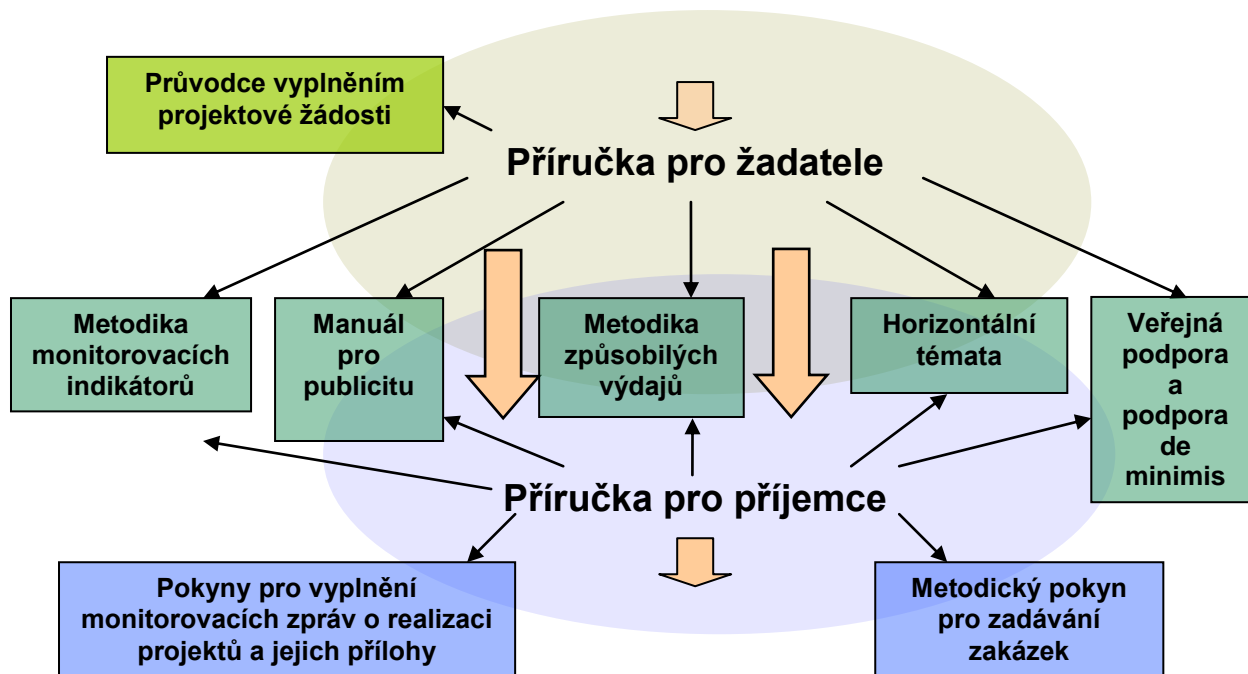 Průvodce vyplněním
projektové žádosti
Příručka pro žadatele
Metodika
monitorovacích
indikátorů
Manuál
pro
publicitu
Metodika
způsobilých
výdajů
Horizontální
témata
Veřejná
podpora
a
podpora
de
minimis
Příručka pro příjemce
Pokyny pro vyplnění
monitorovacích zpráv o realizaci
projektů a jejich přílohy
Metodický pokyn
pro zadávání
zakázek